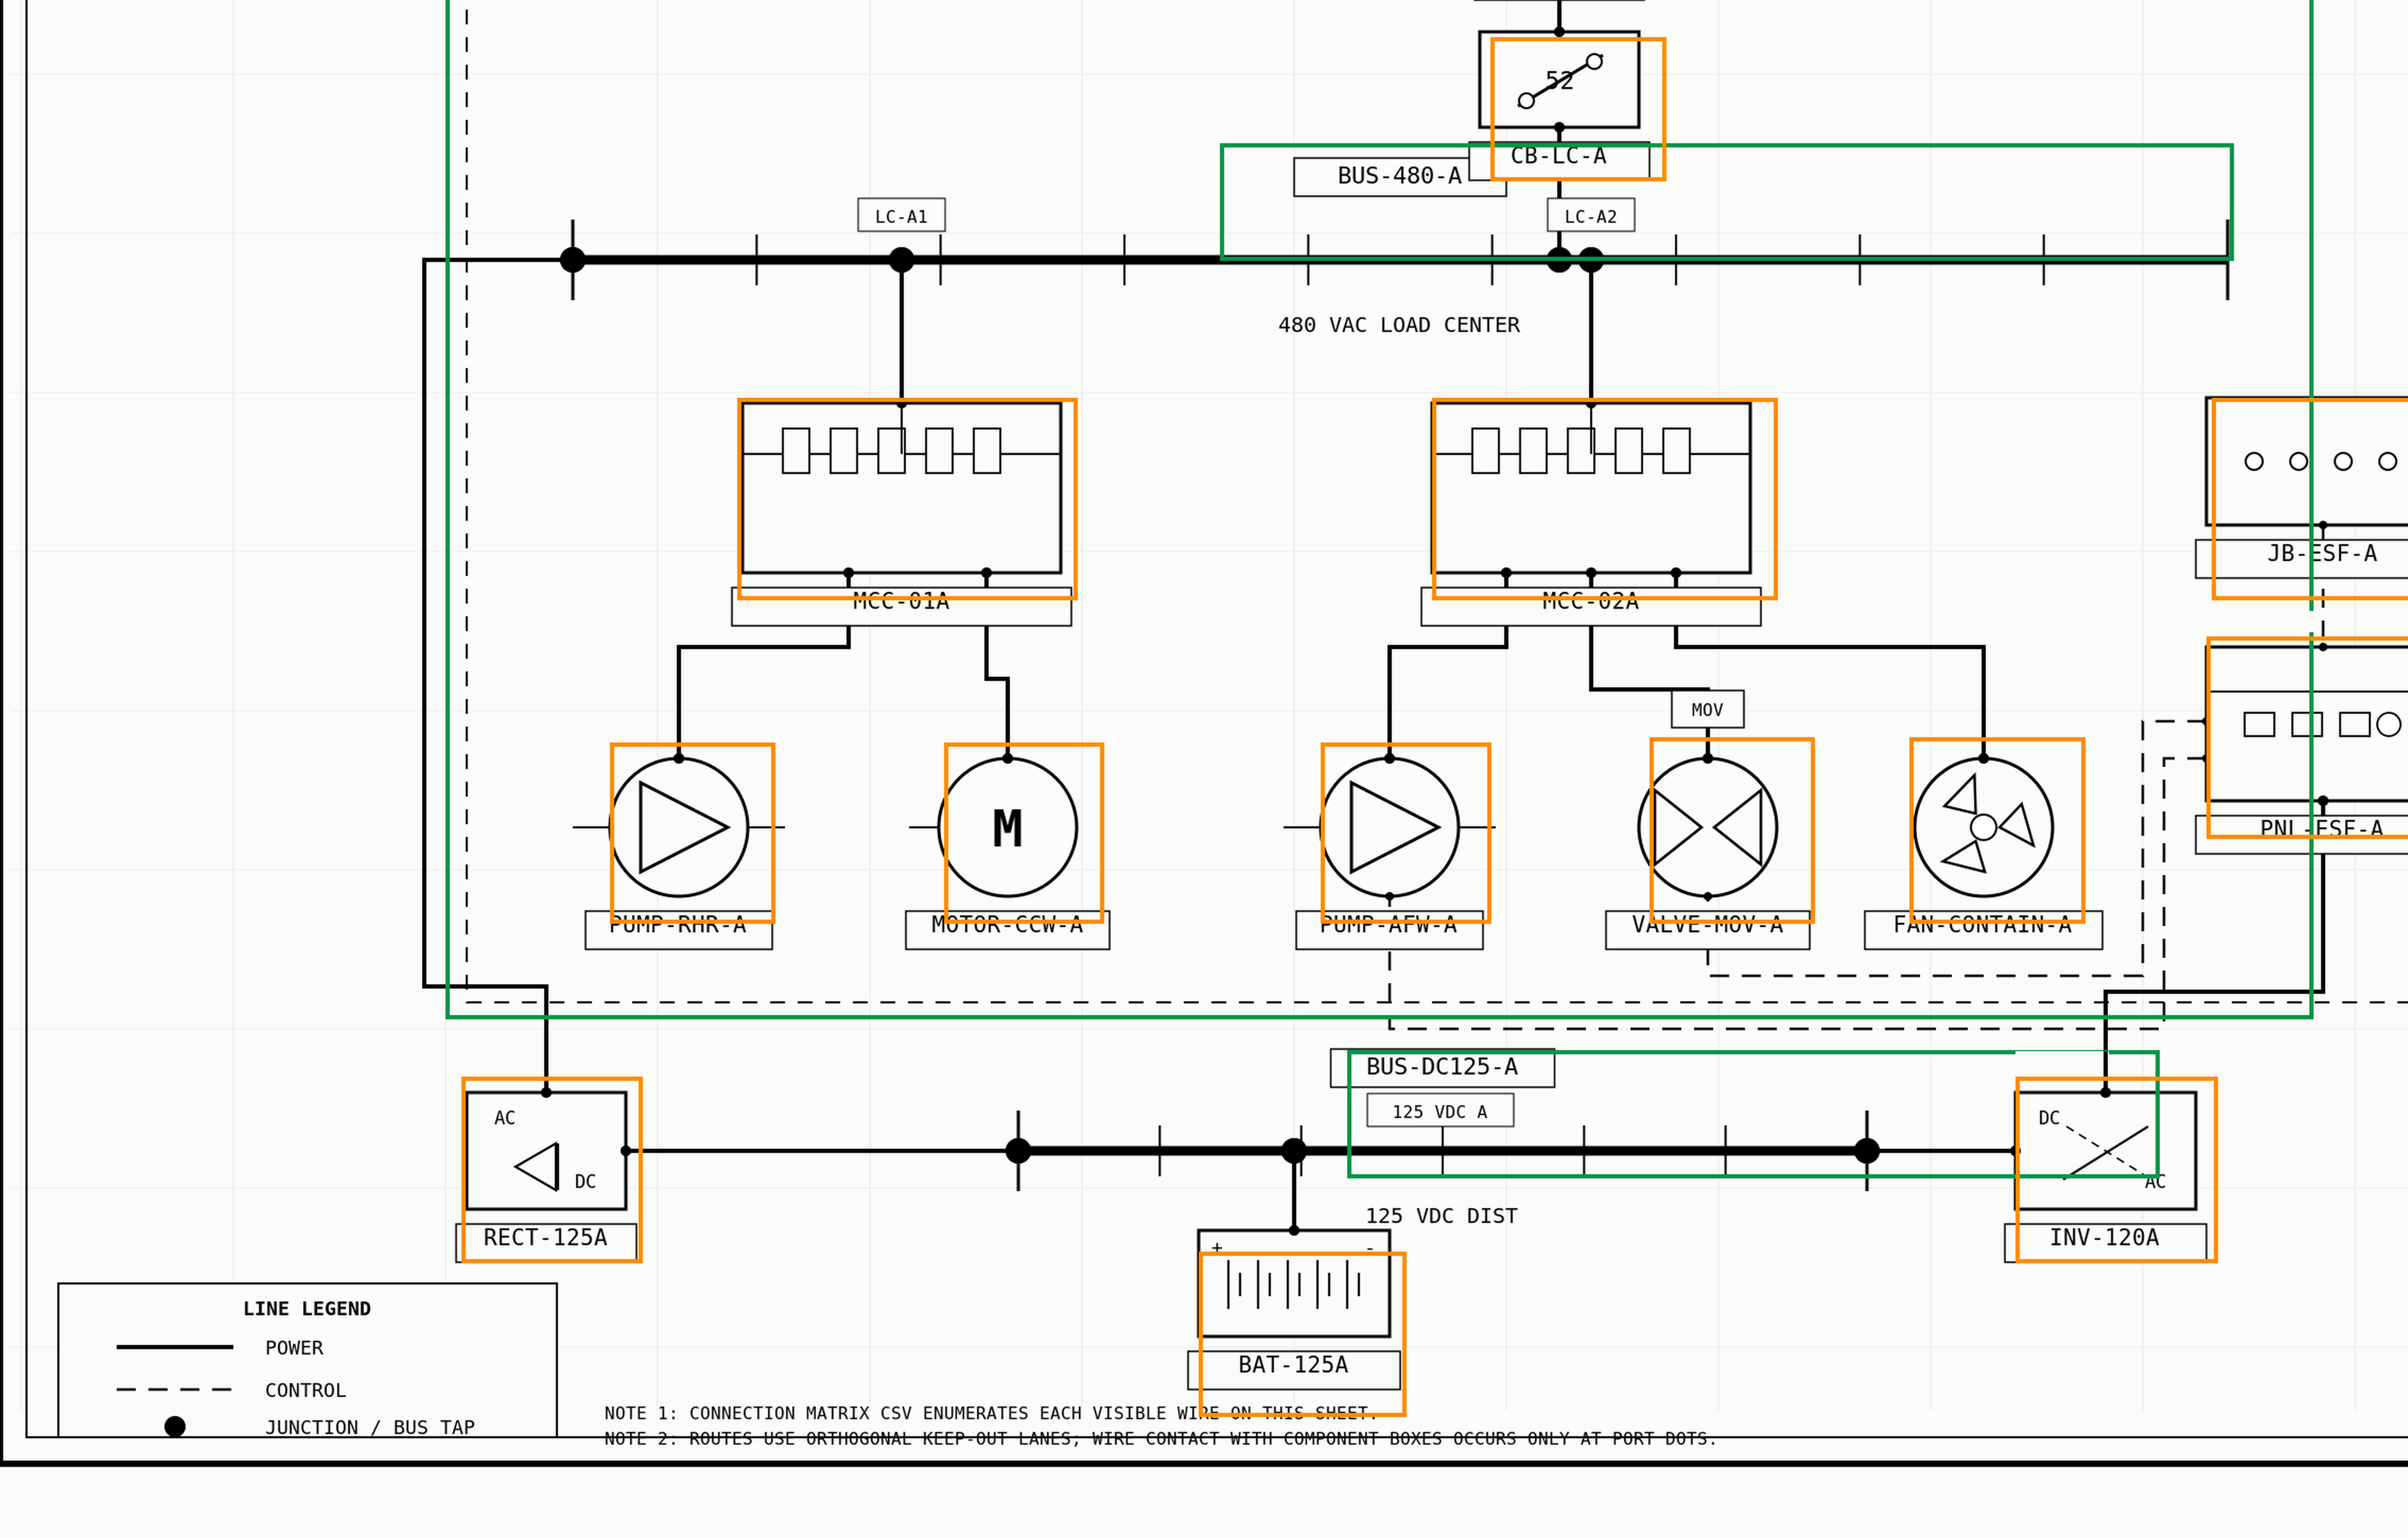 52
CB-LC-A
BUS-480-A
LC-A1
LC-A2
480 VAC LOAD CENTER
JB-ESF-A
MCC-01A
MCC-02A
MOV
M
PNL-ESF-A
PUMP-RHR-A
MOTOR-CCW-A
PUMP-AFW-A
VALVE-MOV-A
FAN-CONTAIN-A
BUS-DC125-A
125 VDC A
AC
DC
DC
AC
125 VDC DIST
RECT-125A
INV-120A
+ -
BAT-125A
LINE LEGEND
POWER
CONTROL
JUNCTION / BUS TAP
NOTE 1: CONNECTION MATRIX CSV ENUMERATES EACH VISIBLE WIRE ON THIS SHEET.
NOTE 2: ROUTES USE ORTHOGONAL KEEP-OUT LANES; WIRE CONTACT WITH COMPONENT BOXES OCCURS ONLY AT PORT DOTS.